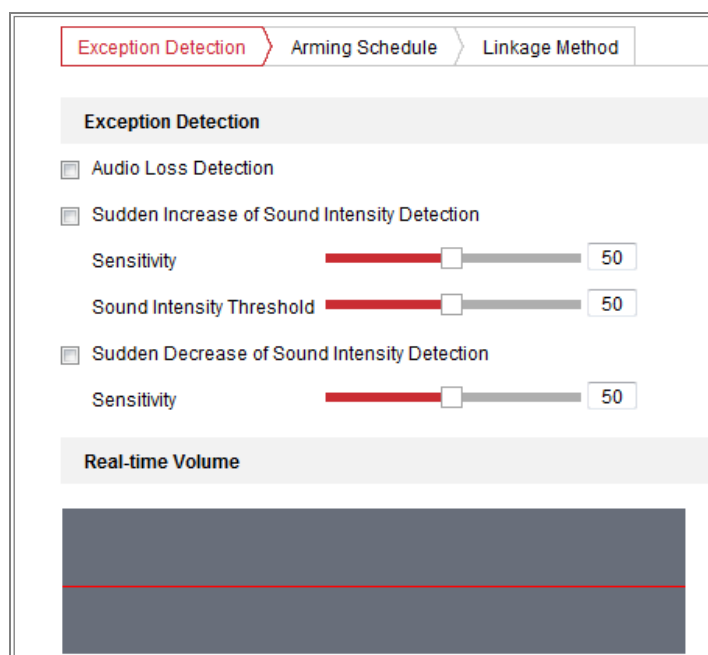 Exception Detection Arming Schedule Linkage Method
Exception Detection
Audio Loss Detection
Sudden Increase of Sound Intensity Detection
Sensitivity 50
Sound Intensity Threshold 50
Sudden Decrease of Sound Intensity Detection
Sensitivity 50
Real-time Volume